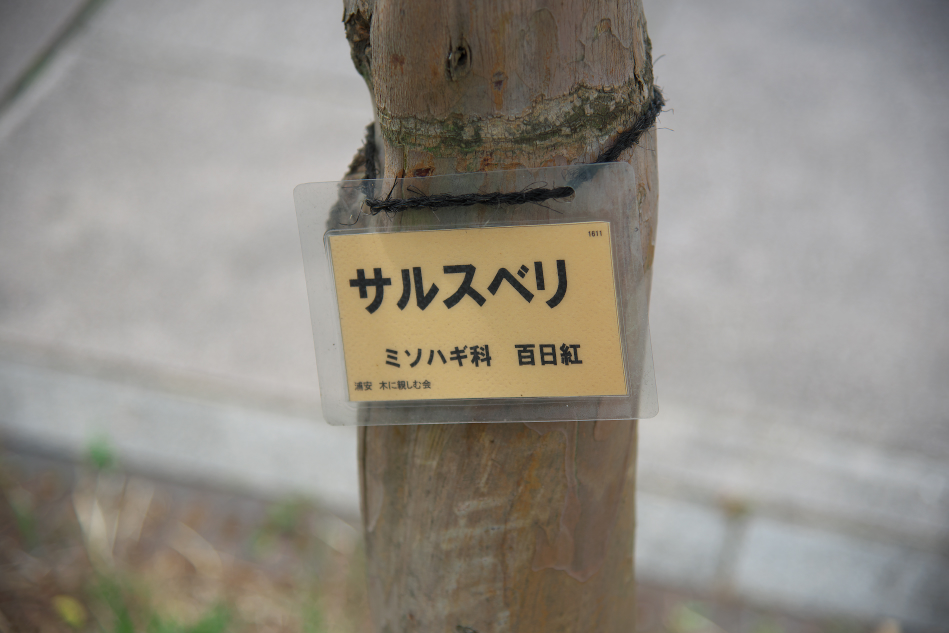 1811
サルスベリ
ミソハギ科 百日紅
浦安 木に親しむ会